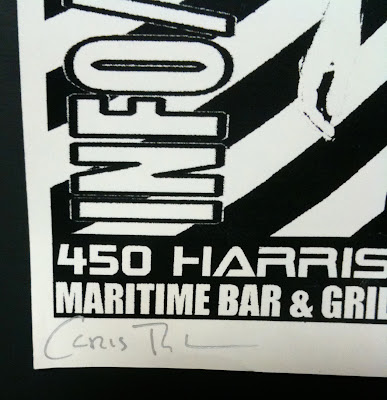 INFO/
450 HARRIS
MARITIME BAR & GRIL
Chris